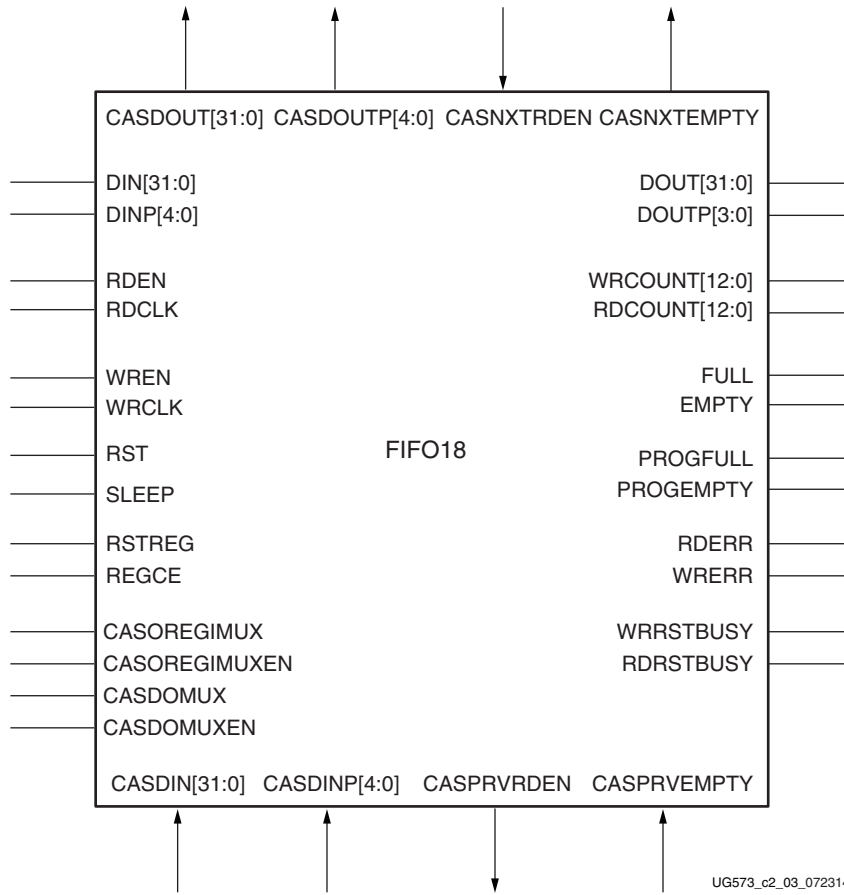 CASDOUT[31:0] CASDOUTP[4:0] CASNXTRDEN CASNXTEMPTY
DIN[31:0] DOUT[31:0]
DINP[4:0] DOUTP[3:0]
RDEN WRCOUNT[12:0]
RDCLK RDCOUNT[12:0]
WREN FULL
WRCLK EMPTY
RST FIFO18 PROGFULL
SLEEP PROGEMPTY
RSTREG RDERR
REGCE WRERR
CASOREGIMUX WRRSTBUSY
CASOREGIMUXEN RDRSTBUSY
CASDOMUX
CASDOMUXEN
CASDIN[31:0] CASDINP[4:0] CASPRVRDEN CASPRVEMPTY
UG573_c2_03_072314